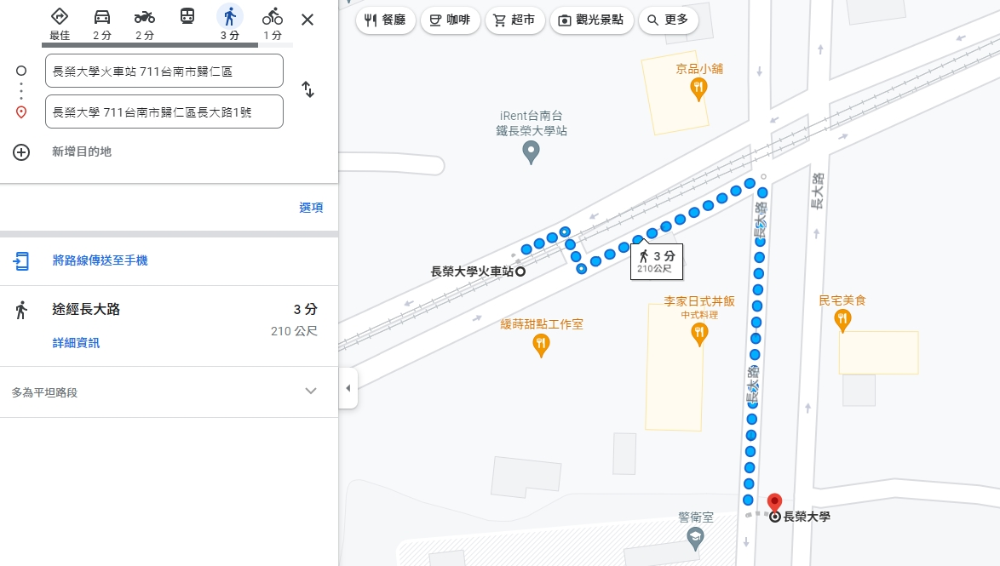 最佳
2 分
2 分
3 分
1 分
長榮大學火車站 711台南市歸仁區
長榮大學 711台南市歸仁區長大路1號
新增目的地
選項
將路線傳送至手機
途經長大路
3 分
210 公尺
詳細資訊
多為平坦路段
餐廳
咖啡
超市
觀光景點
更多
京品小舖
iRent台南台
鐵長榮大學站
長大路
長大路
3 分
210公尺
長榮大學火車站
李家日式丼飯
中式料理
民宅美食
緩蒔甜點工作室
長大路
警衛室
長榮大學